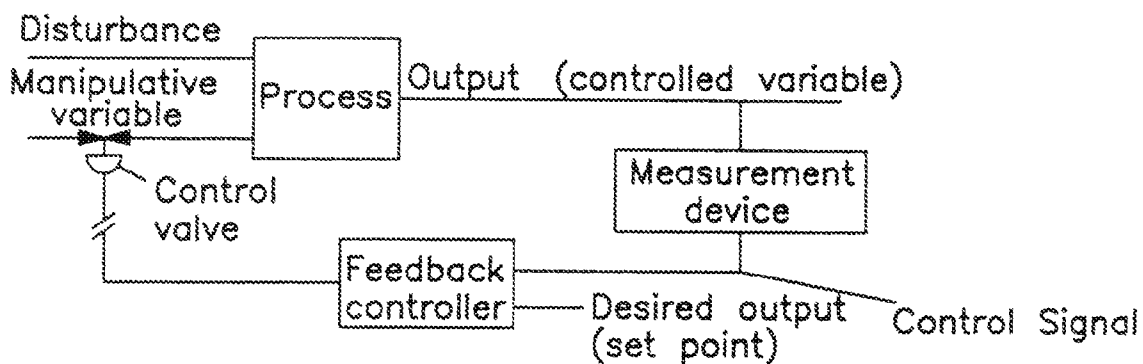 Disturbance
Manipulative
variable
Process
Output (controlled variable)
Control
valve
Measurement
device
Feedback
controller
Desired output
(set point)
Control Signal